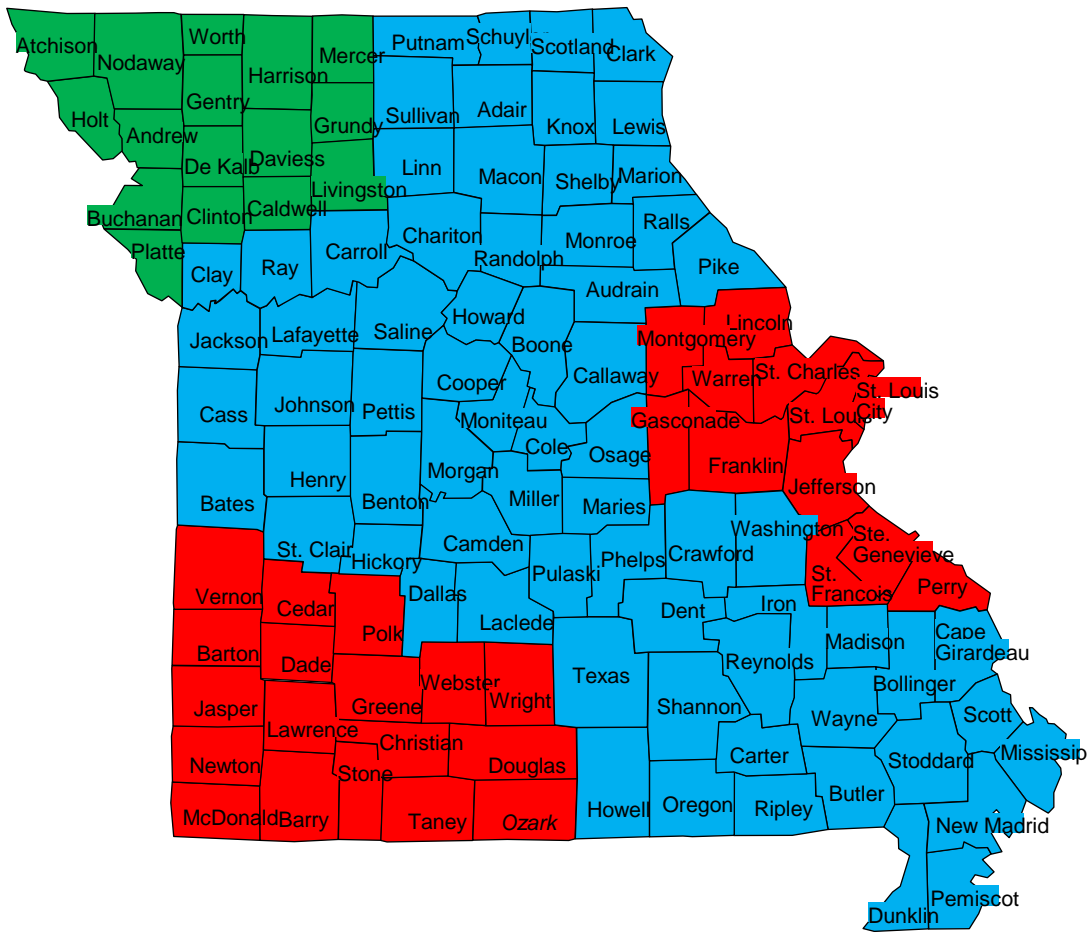 Atchison
Nodaway
Worth
Harrison
Mercer
Putnam
Schuyl
Scotland
Clark
Holt
Gentry
Andrew
De Kalb
Daviess
Grundy
Sullivan
Adair
Knox
Lewis
Linn
Macon
Shelby
Marion
Buchanan
Clinton
Caldwell
Livingston
Platte
Clay
Ray
Carroll
Chariton
Randolph
Monroe
Ralls
Pike
Audrain
Jackson
Lafayette
Saline
Howard
Boone
Callaway
Montgomery
Lincoln
Warren
St. Charles
St. Louis
City
St. Louis
Cass
Johnson
Pettis
Cooper
Moniteau
Cole
Osage
Gasconade
Franklin
Jefferson
Bates
Henry
Benton
Morgan
Miller
Maries
St. Clair
Hickory
Camden
Pulaski
Phelps
Crawford
Washington
Ste.
Genevieve
St.
Francois
Perry
Vernon
Cedar
Polk
Dallas
Laclede
Dent
Iron
Madison
Cape
Girardeau
Barton
Dade
Greene
Webster
Wright
Texas
Reynolds
Bollinger
Jasper
Lawrence
Christian
Shannon
Wayne
Scott
Mississip
Newton
Stone
Douglas
Carter
Stoddard
McDonald
Barry
Taney
Ozark
Howell
Oregon
Ripley
Butler
New Madrid
Pemiscot
Dunklin